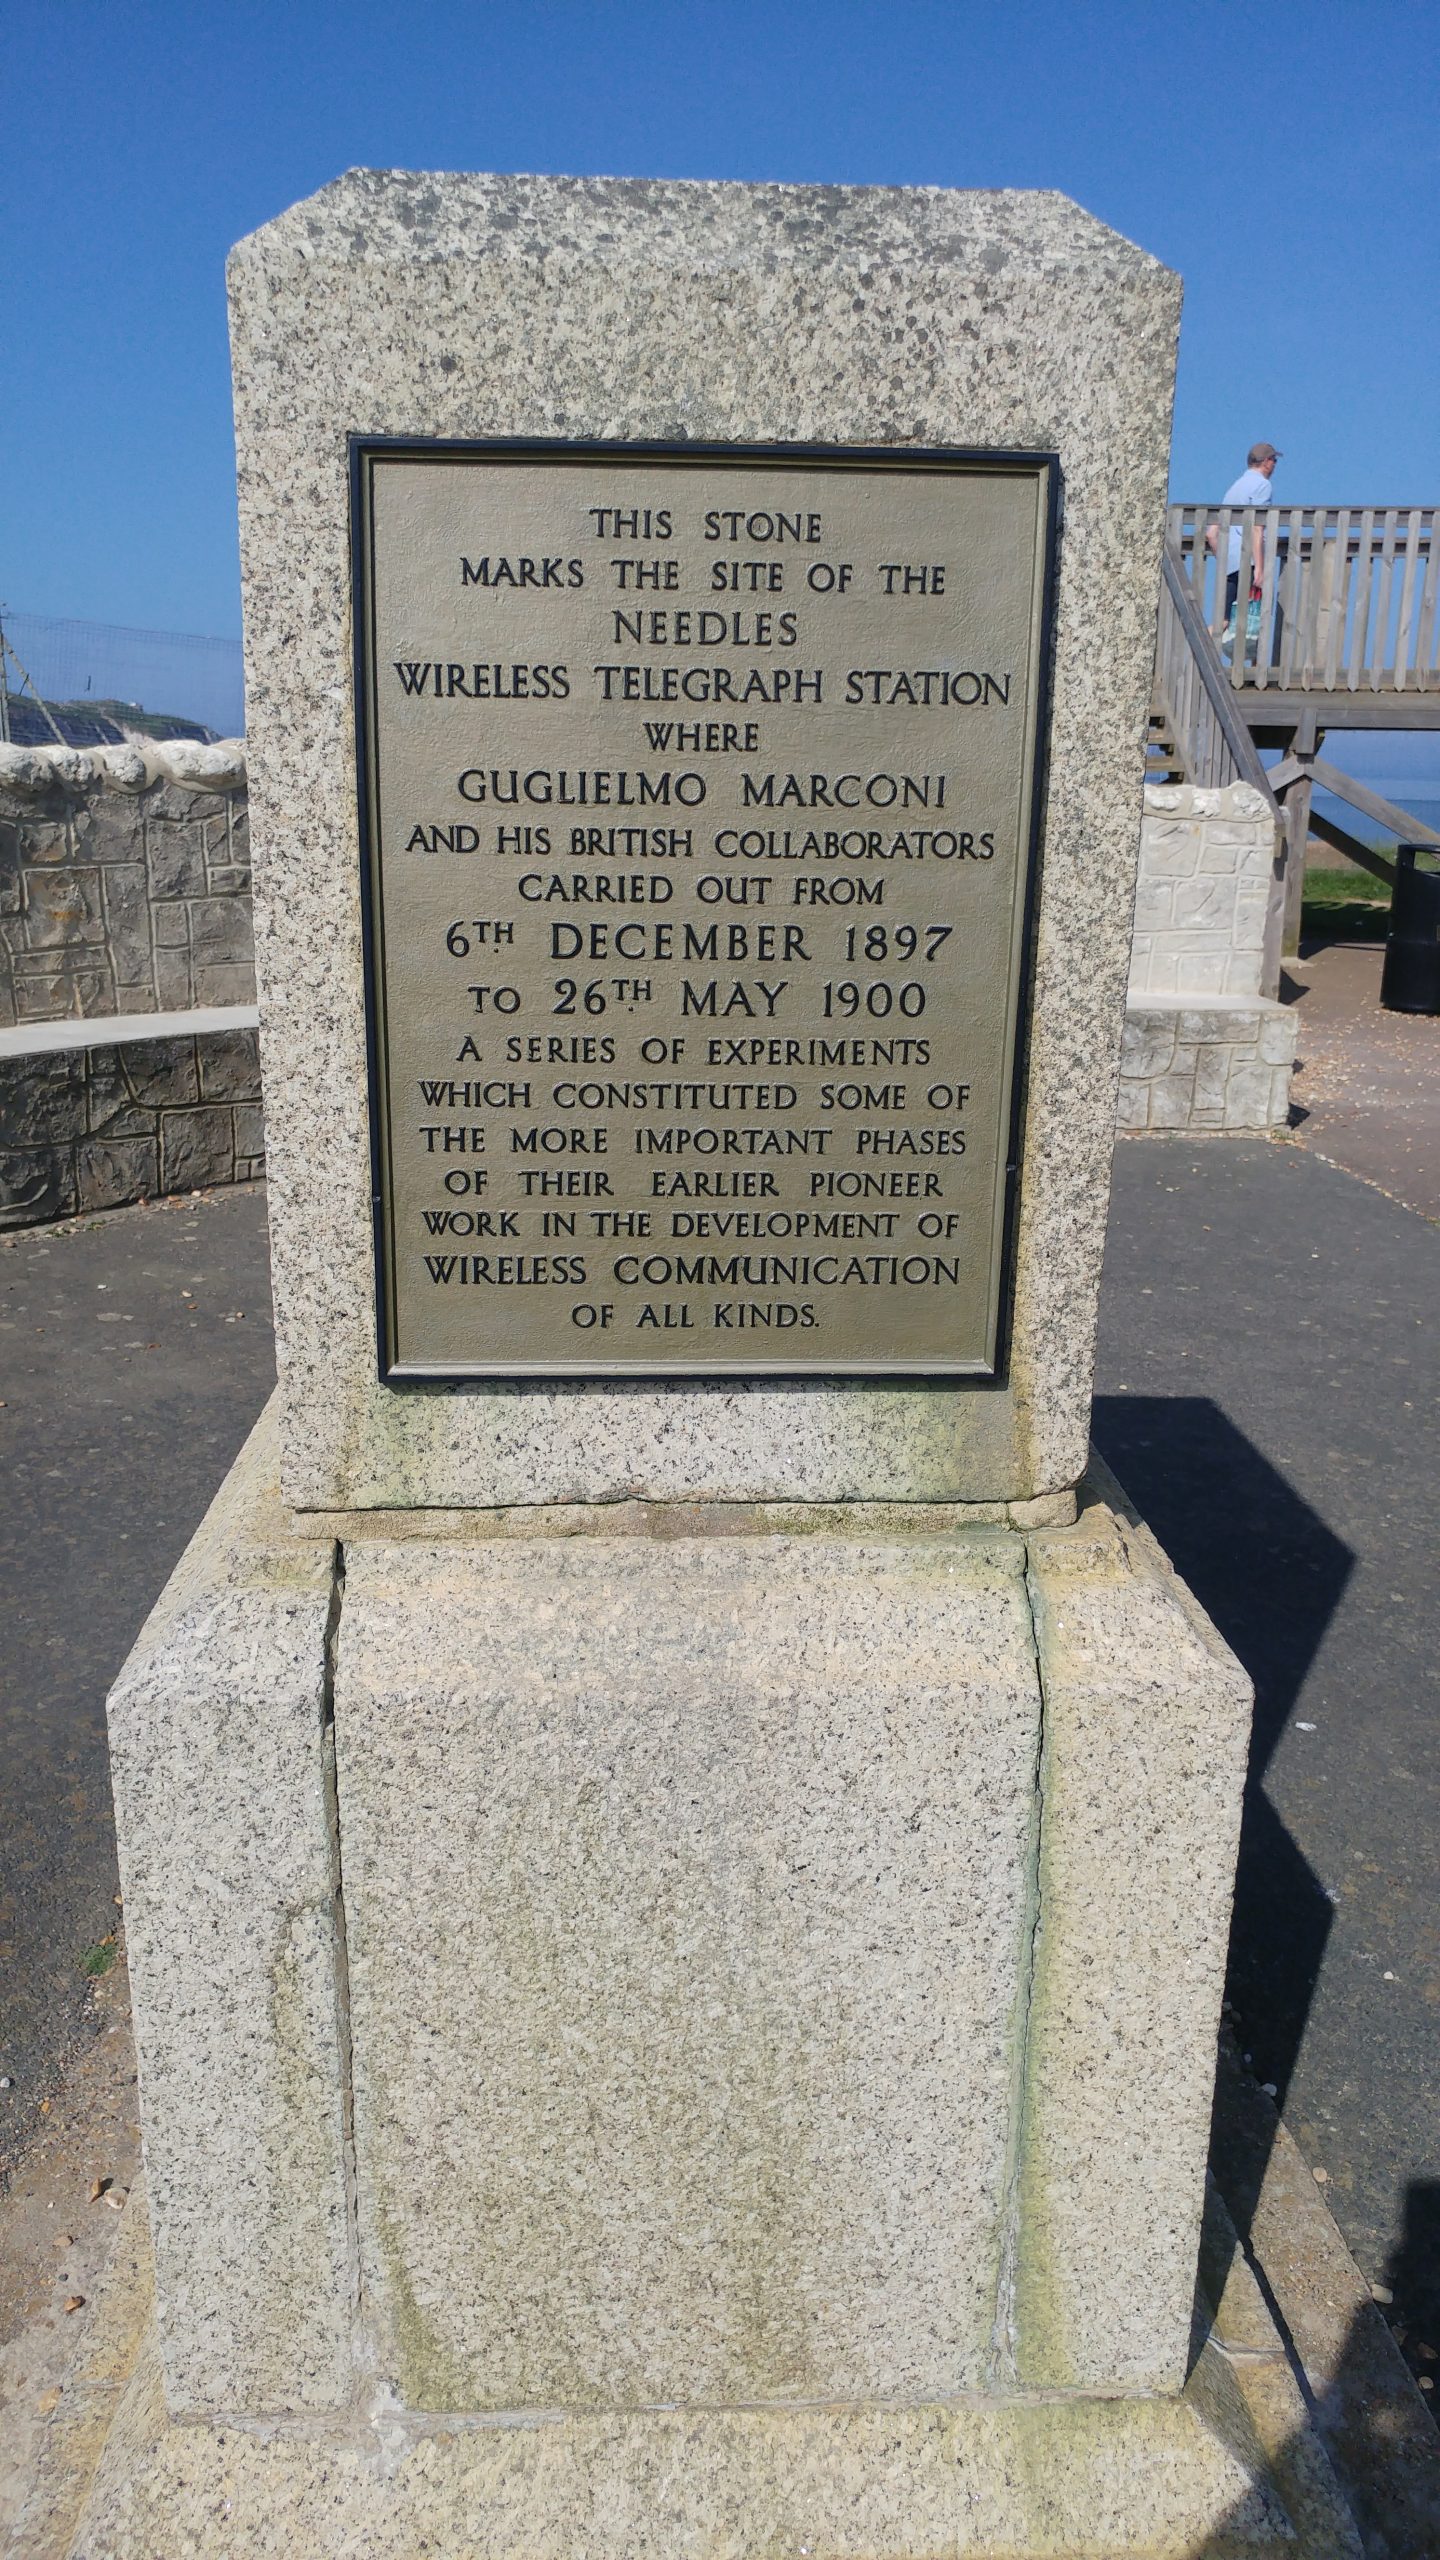 THIS STONE
MARKS THE SITE OF THE
NEEDLES
WIRELESS TELEGRAPH STATION
WHERE
GUGLIELMO MARCONI
AND HIS BRITISH COLLABORATORS
CARRIED OUT FROM
6TH DECEMBER 1897
TO 26TH MAY 1900
A SERIES OF EXPERIMENTS
WHICH CONSTITUTED SOME OF
THE MORE IMPORTANT PHASES
OF THEIR EARLIER PIONEER
WORK IN THE DEVELOPMENT OF
WIRELESS COMMUNICATION
OF ALL KINDS.